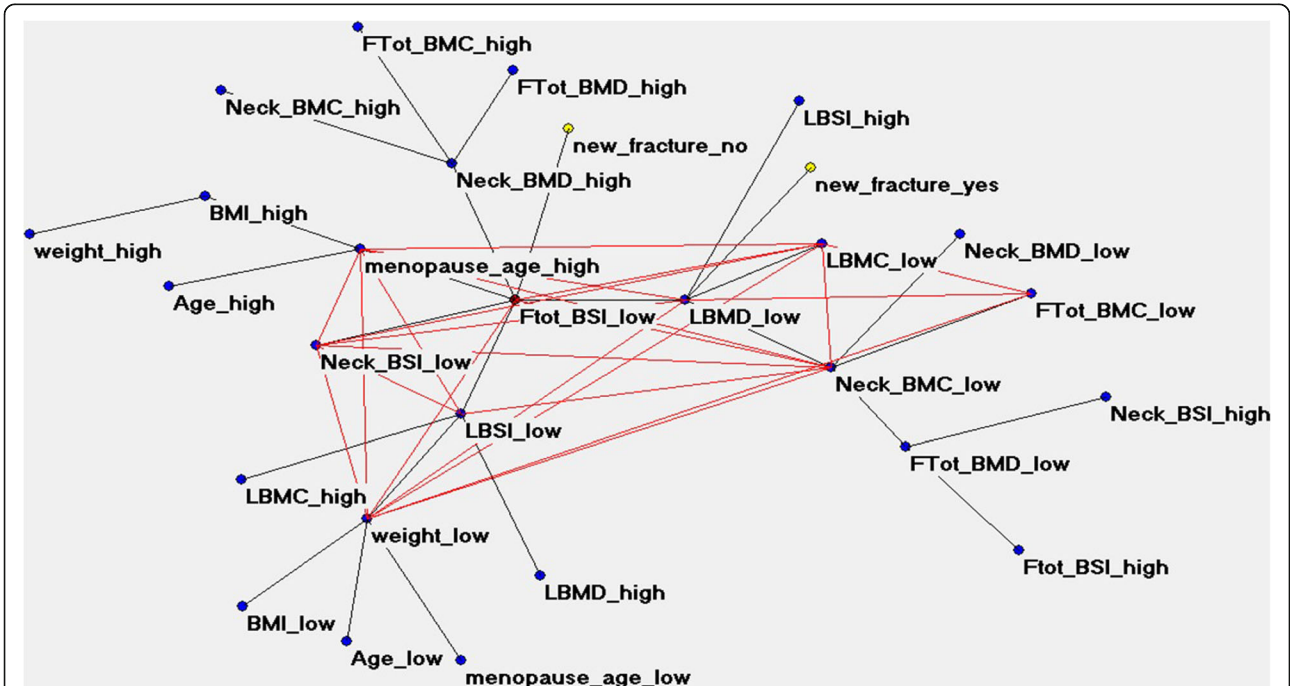 FTot_BMC_high
FTot_BMD_high
Neck_BMC_high
LBSI_high
new_fracture_no
Neck_BMD_high
new_fracture_yes
BMI_high
weight_high
Neck_BMD_low
LBMC_low
menopause_age_high
Age_high
FTot_BMC_low
Ftot_BSI_low
LBMD_low
Neck_BSI_low
Neck_BMC_low
Neck_BSI_high
LBSI_low
FTot_BMD_low
LBMC_high
weight_low
Ftot_BSI_high
LBMD_high
BMI_low
Age_low
menopause_age_low